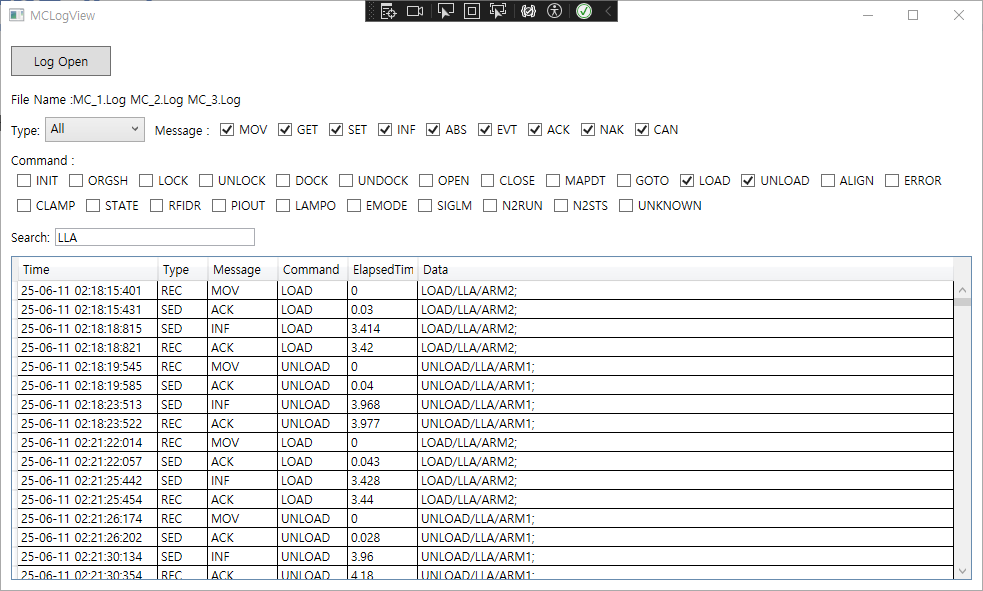 MCLogView
Log Open
File Name :MC_1.Log MC_2.Log MC_3.Log
Type: All Message : MOV GET SET INF ABS EVT ACK NAK CAN
Command :
INIT ORGSH LOCK UNLOCK DOCK UNDOCK OPEN CLOSE MAPDT GOTO LOAD UNLOAD ALIGN ERROR
CLAMP STATE RFIDR PIOUT LAMPO EMODE SIGLM N2RUN N2STS UNKNOWN
Search: LLA
Time Type Message Command ElapsedTim Data
25-06-11 02:18:15:401 REC MOV LOAD 0 LOAD/LLA/ARM2;
25-06-11 02:18:15:431 SED ACK LOAD 0.03 LOAD/LLA/ARM2;
25-06-11 02:18:18:815 SED INF LOAD 3.414 LOAD/LLA/ARM2;
25-06-11 02:18:18:821 REC ACK LOAD 3.42 LOAD/LLA/ARM2;
25-06-11 02:18:19:545 REC MOV UNLOAD 0 UNLOAD/LLA/ARM1;
25-06-11 02:18:19:585 SED ACK UNLOAD 0.04 UNLOAD/LLA/ARM1;
25-06-11 02:18:23:513 SED INF UNLOAD 3.968 UNLOAD/LLA/ARM1;
25-06-11 02:18:23:522 REC ACK UNLOAD 3.977 UNLOAD/LLA/ARM1;
25-06-11 02:21:22:014 REC MOV LOAD 0 LOAD/LLA/ARM2;
25-06-11 02:21:22:057 SED ACK LOAD 0.043 LOAD/LLA/ARM2;
25-06-11 02:21:25:442 SED INF LOAD 3.428 LOAD/LLA/ARM2;
25-06-11 02:21:25:454 REC ACK LOAD 3.44 LOAD/LLA/ARM2;
25-06-11 02:21:26:174 REC MOV UNLOAD 0 UNLOAD/LLA/ARM1;
25-06-11 02:21:26:202 SED ACK UNLOAD 0.028 UNLOAD/LLA/ARM1;
25-06-11 02:21:30:134 SED INF UNLOAD 3.96 UNLOAD/LLA/ARM1;
25-06-11 02:21:30:354 REC ACK UNLOAD 4.18 UNLOAD/LLA/ARM1;